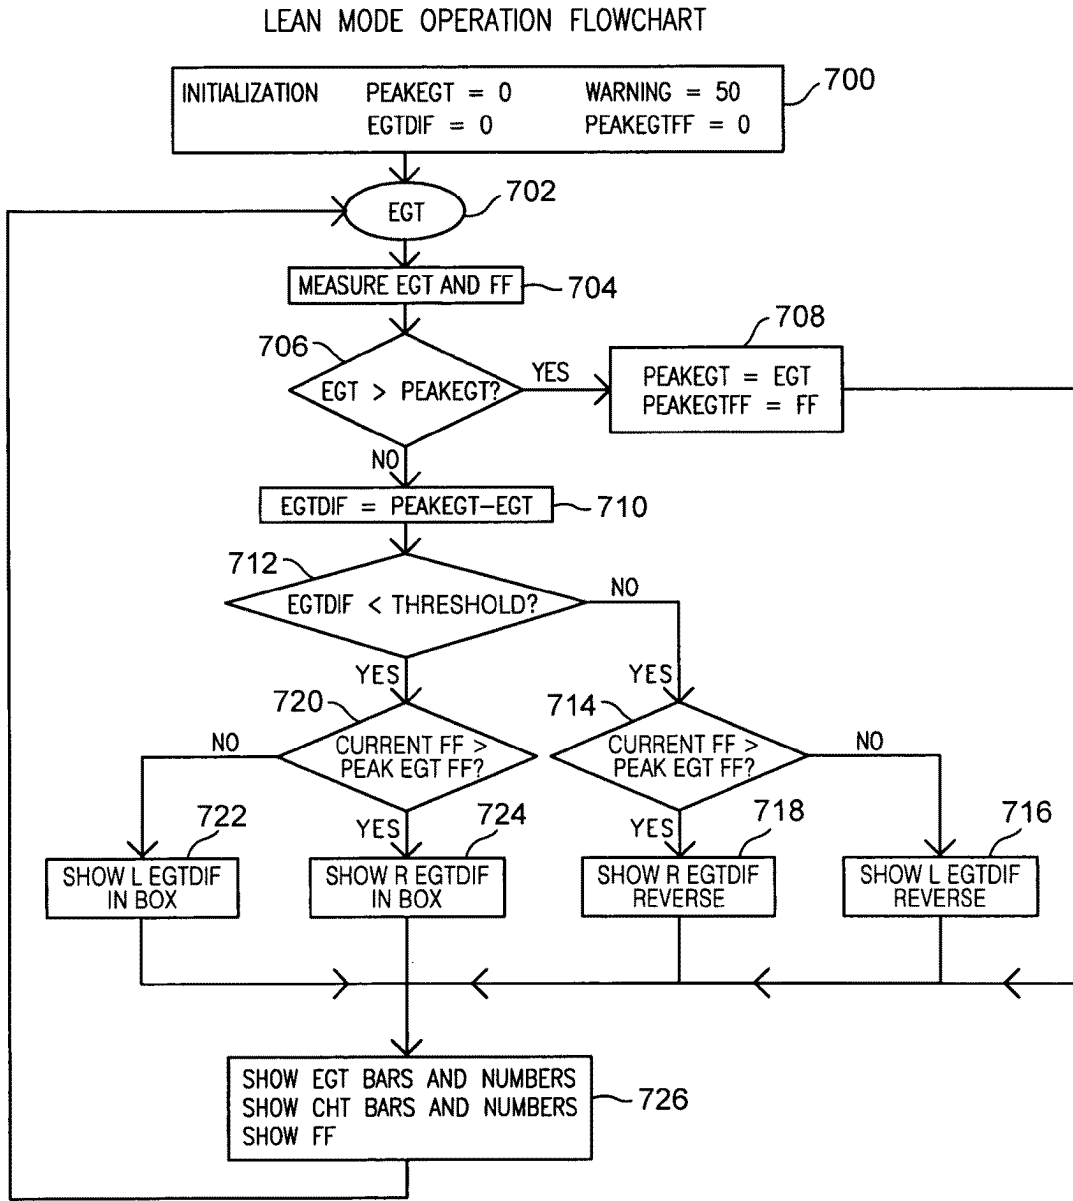 LEAN MODE OPERATION FLOWCHART
INITIALIZATION PEAKEGT = 0 WARNING = 50
EGTDIF = 0 PEAKEGTFF = 0
700
EGT
702
MEASURE EGT AND FF
704
706
EGT > PEAKEGT?
YES
708
PEAKEGT = EGT
PEAKEGTFF = FF
NO
EGTDIF = PEAKEGT-EGT
710
712
EGTDIF < THRESHOLD?
NO
YES
YES
720
CURRENT FF >
PEAK EGT FF?
NO
714
CURRENT FF >
PEAK EGT FF?
NO
722
SHOW L EGTDIF
IN BOX
YES
724
SHOW R EGTDIF
IN BOX
YES
718
SHOW R EGTDIF
REVERSE
716
SHOW L EGTDIF
REVERSE
SHOW EGT BARS AND NUMBERS
SHOW CHT BARS AND NUMBERS
SHOW FF
726